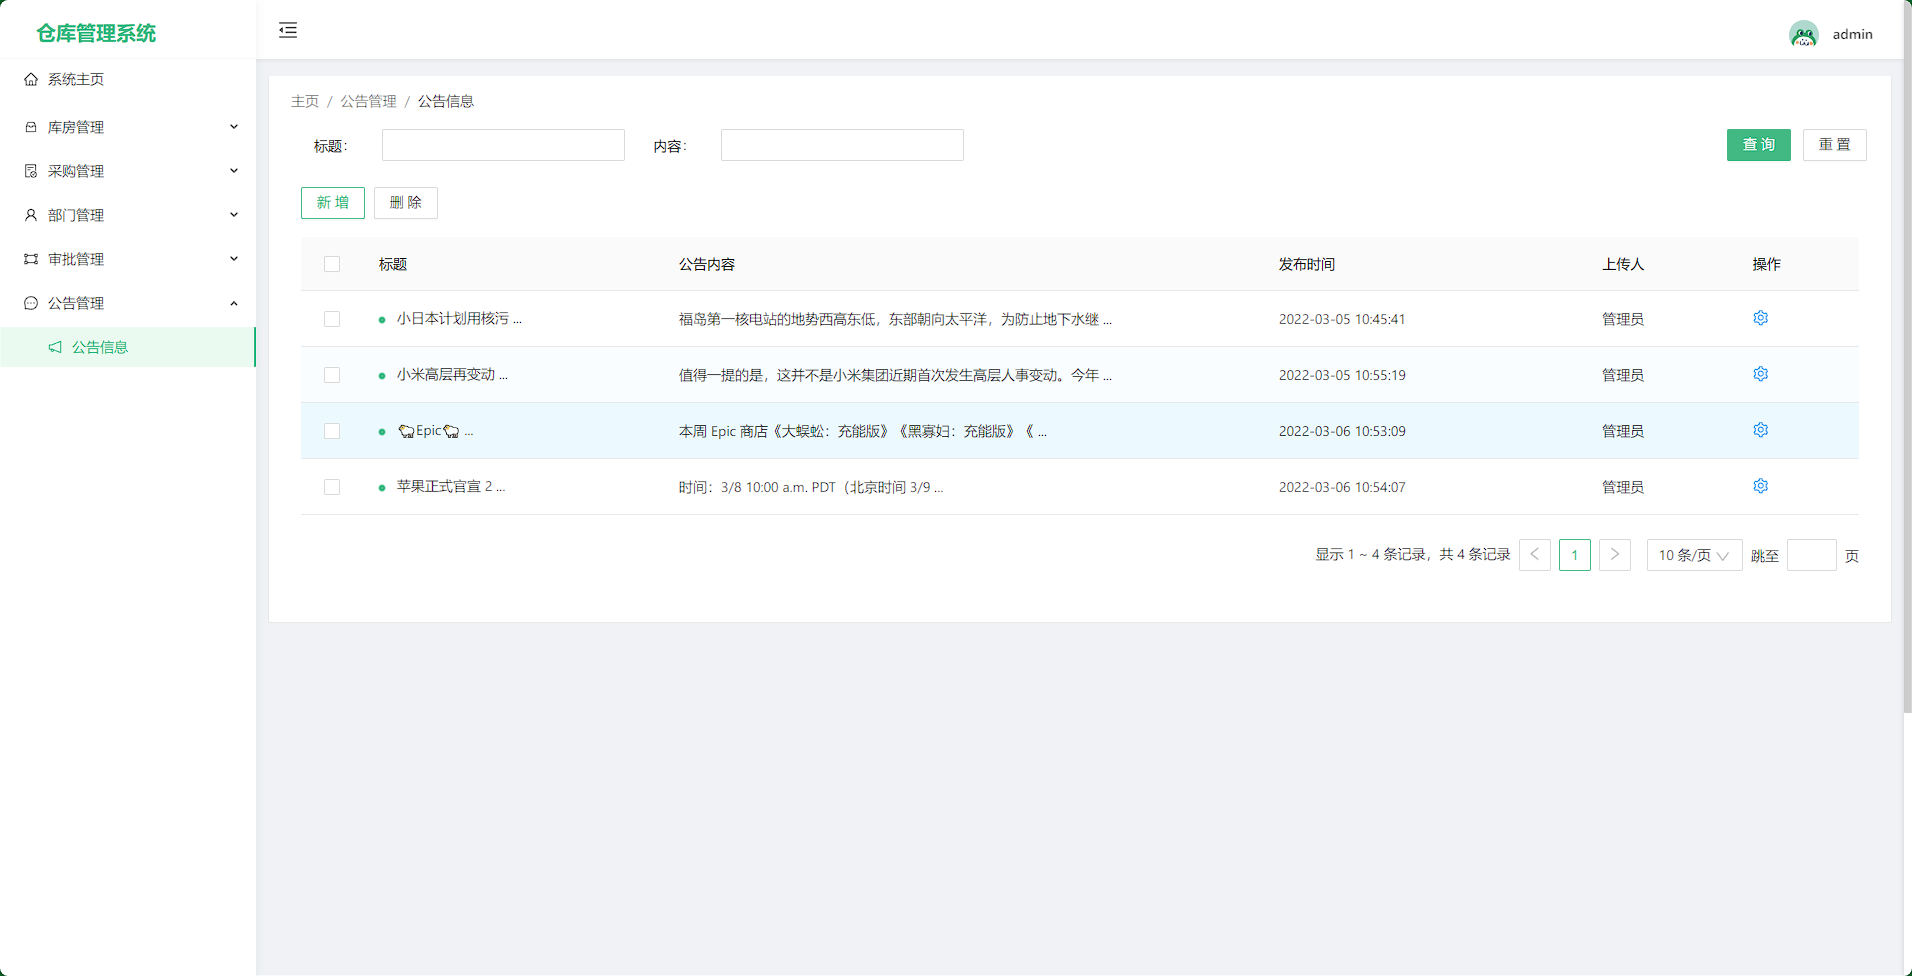 仓库管理系统
admin
系统主页
库房管理
采购管理
部门管理
审批管理
公告管理
公告信息
主页 / 公告管理 / 公告信息
标题： 内容： 查 询 重 置
新 增 删 除
标题 公告内容 发布时间 上传人 操作
小日本计划用核污 ... 福岛第一核电站的地势西高东低，东部朝向太平洋，为防止地下水继 ... 2022-03-05 10:45:41 管理员
小米高层再变动 ... 值得一提的是，这并不是小米集团近期首次发生高层人事变动。今年 ... 2022-03-05 10:55:19 管理员
🐑Epic🐑 ... 本周 Epic 商店《大蜈蚣：充能版》《黑寡妇：充能版》《 ... 2022-03-06 10:53:09 管理员
苹果正式官宣 2 ... 时间：3/8 10:00 a.m. PDT（北京时间 3/9 ... 2022-03-06 10:54:07 管理员
显示 1 ~ 4 条记录，共 4 条记录 < 1 > 10 条/页 跳至 页